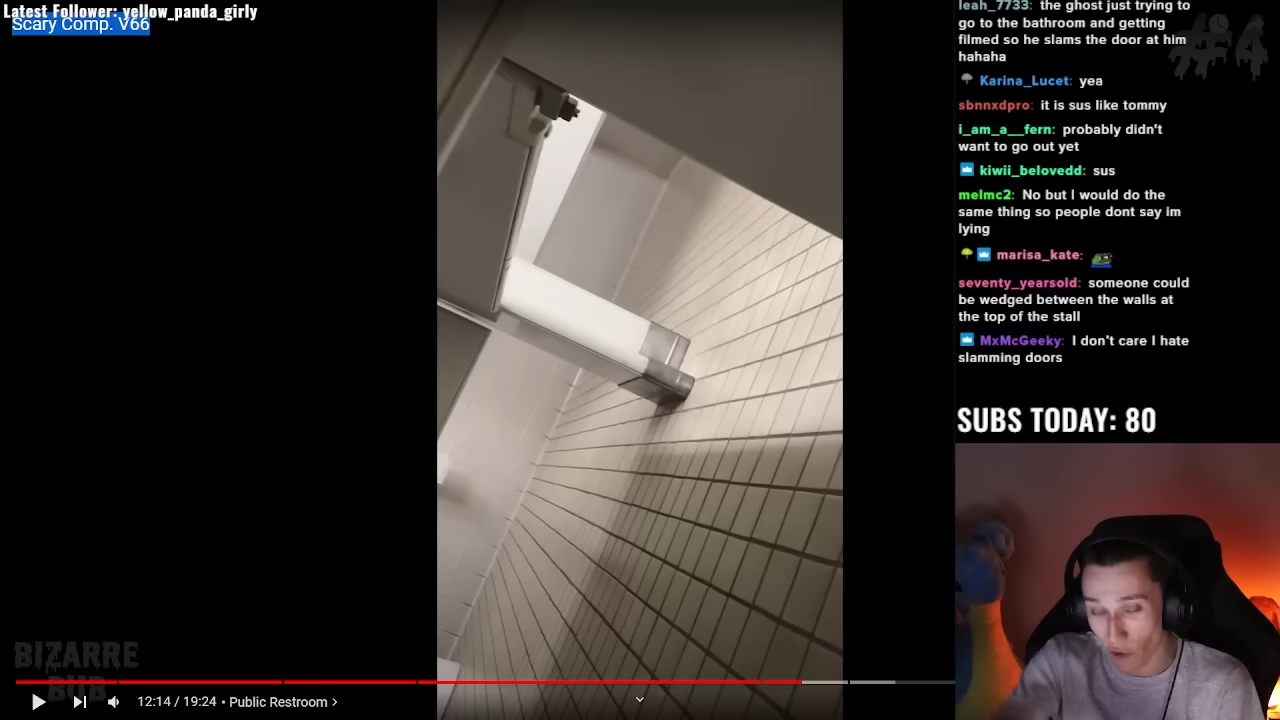 Latest Follower: yellow_panda_girly
Scary Comp. V66
leah_7733: the ghost just trying to
go to the bathroom and getting
filmed so he slams the door at him
hahaha
#4
Karina_Lucet: yea
sbnnxdpro: it is sus like tommy
i_am_a__fern: probably didn't
want to go out yet
kiwii_belovedd: sus
melmc2: No but I would do the
same thing so people dont say im
lying
marisa_kate:
seventy_yearsold: someone could
be wedged between the walls at
the top of the stall
MxMcGeeky: I don't care I hate
slamming doors
SUBS TODAY: 80
BIZARRE
BUB
12:14 / 19:24 • Public Restroom >